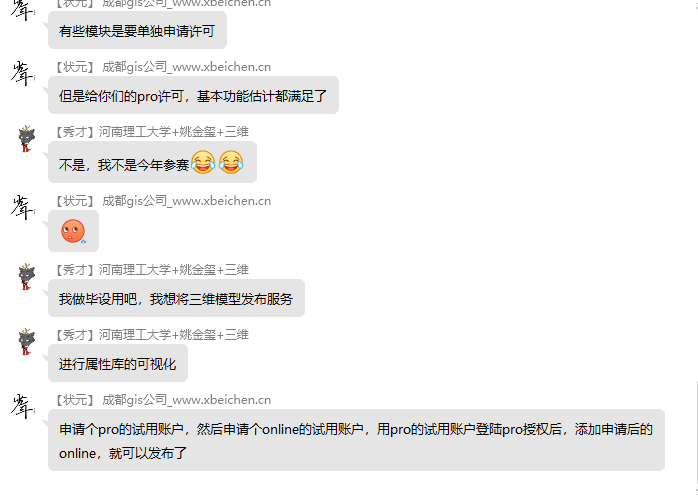 【状元】 成都gis公司_www.xbeichen.cn
有些模块是要单独申请许可
【状元】 成都gis公司_www.xbeichen.cn
但是给你们的pro许可，基本功能估计都满足了
【秀才】河南理工大学+姚金玺+三维
不是，我不是今年参赛
【状元】 成都gis公司_www.xbeichen.cn
【秀才】河南理工大学+姚金玺+三维
我做毕设用吧，我想将三维模型发布服务
【秀才】河南理工大学+姚金玺+三维
进行属性库的可视化
【状元】 成都gis公司_www.xbeichen.cn
申请个pro的试用账户，然后申请个online的试用账户，用pro的试用账户登陆pro授权后，添加申请后的
online，就可以发布了